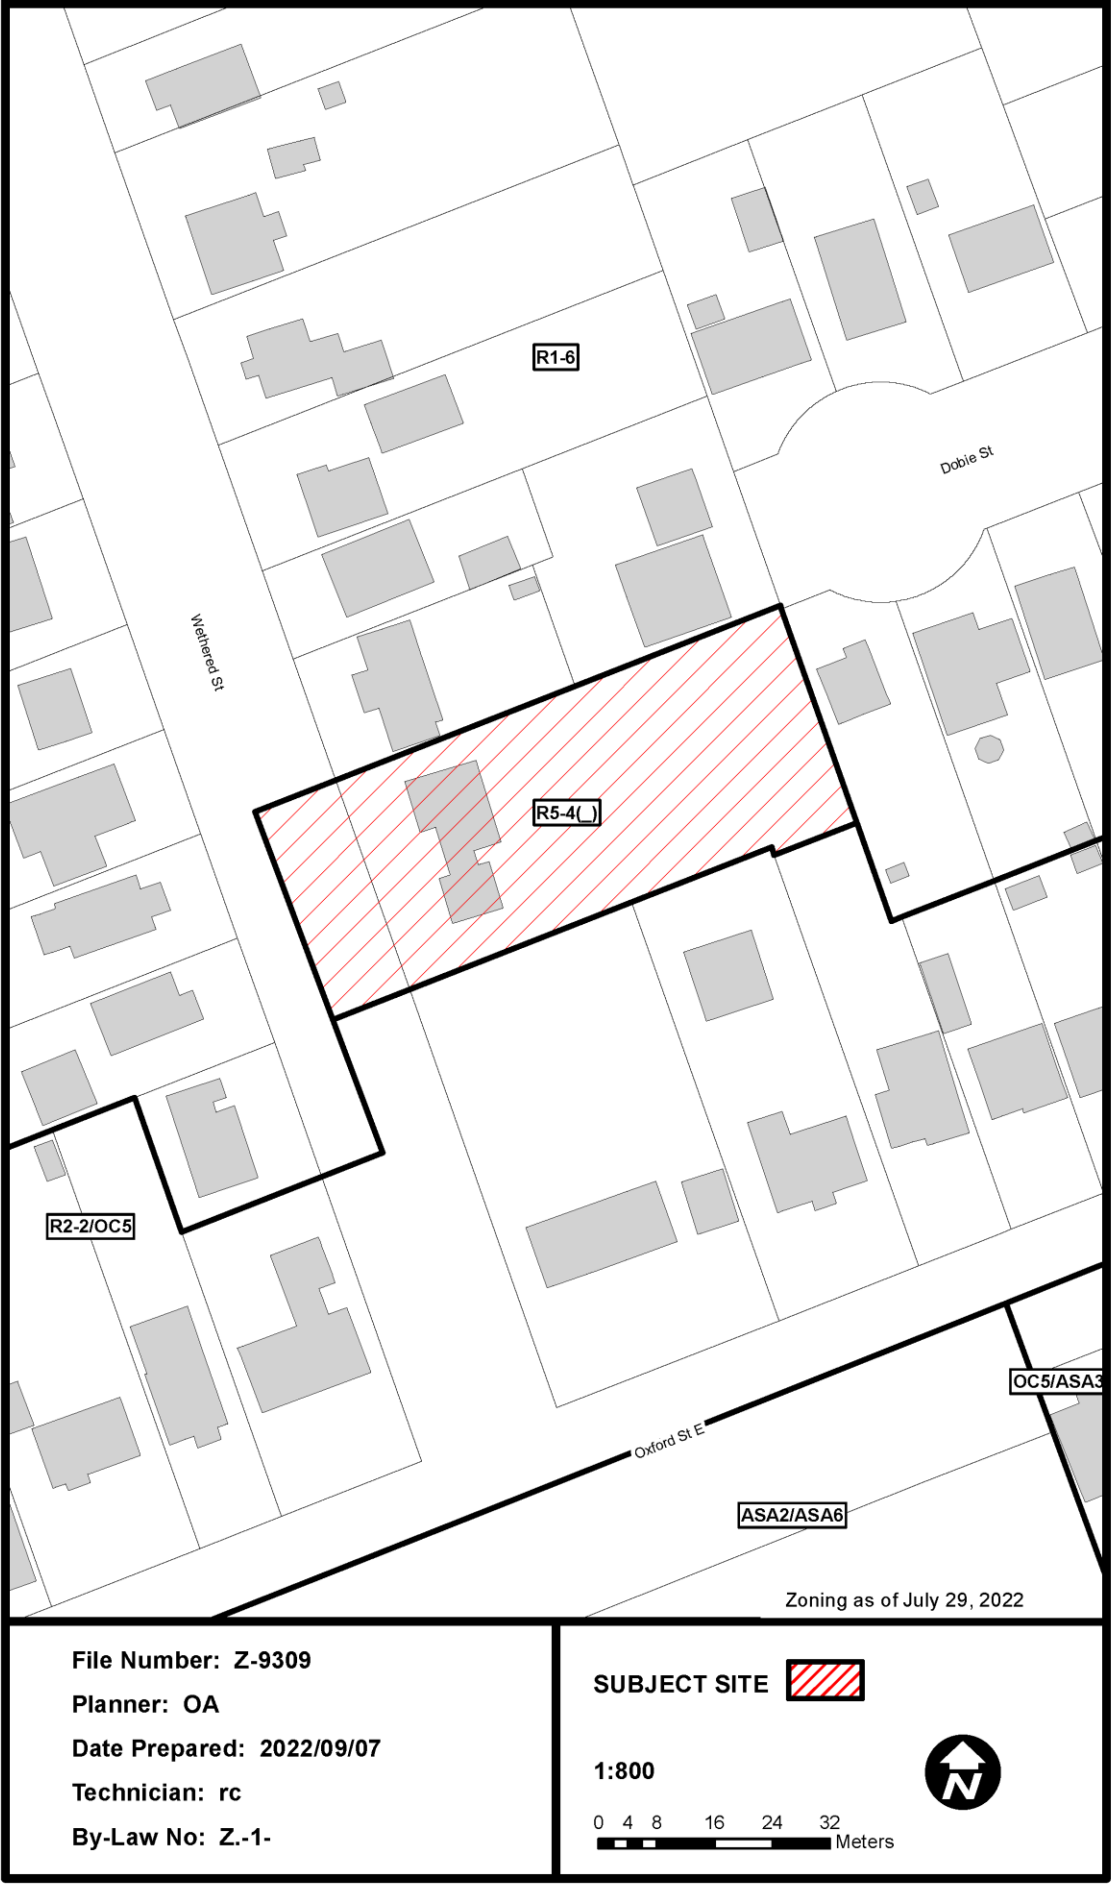 R1-6
Dobie St
Wethered St
R5-4(_)
R2-2/OC5
OC5/ASA3
Oxford St E
ASA2/ASA6
Zoning as of July 29, 2022
File Number: Z-9309
Planner: OA
Date Prepared: 2022/09/07
Technician: rc
By-Law No: Z.-1-
SUBJECT SITE
1:800
0 4 8 16 24 32
Meters
N